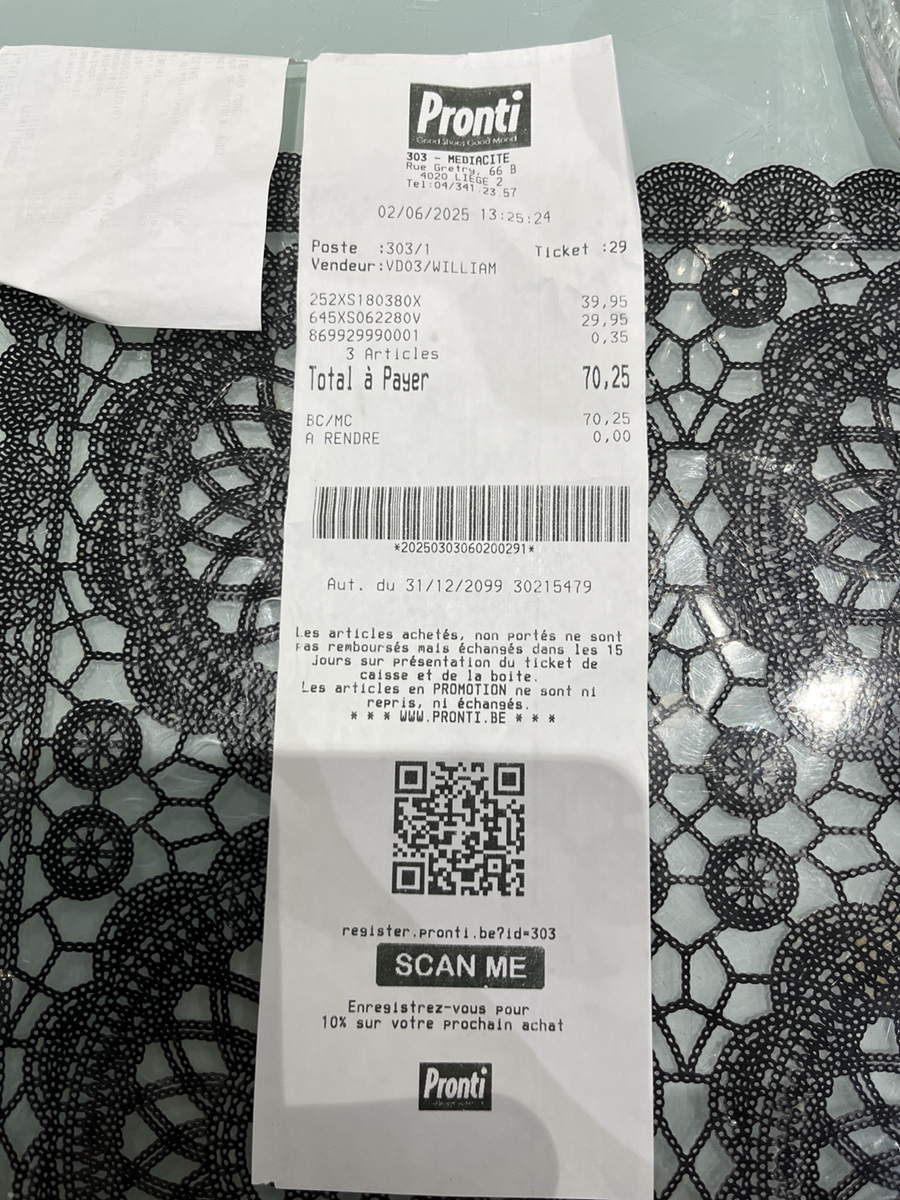 Pronti
Good Shoes Good Mood
303 - MEDIACITE
Rue Gretry, 66 B
4020 LIEGE 2
Tel:04/341.23.57
02/06/2025 13:25:24
Poste :303/1 Ticket :29
Vendeur:VD03/WILLIAM
252XS180380X 39,95
645XS062280V 29,95
869929990001 0,35
3 Articles
Total à Payer 70,25
BC/MC 70,25
A RENDRE 0,00
*20250303060200291*
Aut. du 31/12/2099 30215479
Les articles achetés, non portés ne sont
pas remboursés mais échangés dans les 15
jours sur présentation du ticket de
caisse et de la boite.
Les articles en PROMOTION ne sont ni
repris, ni échangés.
* * * WWW.PRONTI.BE * * *
register.pronti.be?id=303
SCAN ME
Enregistrez-vous pour
10% sur votre prochain achat
Pronti